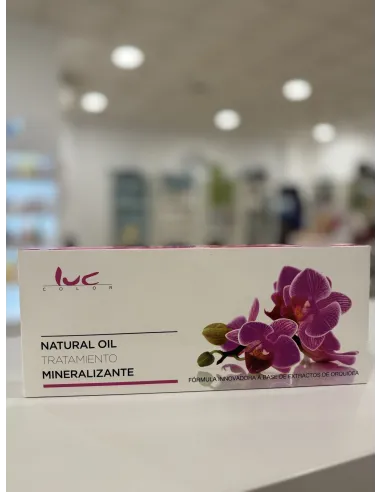 luc
COLOR
NATURAL OIL
TRATAMIENTO
MINERALIZANTE
FÓRMULA INNOVADORA A BASE DE EXTRACTOS DE ORQUÍDEA